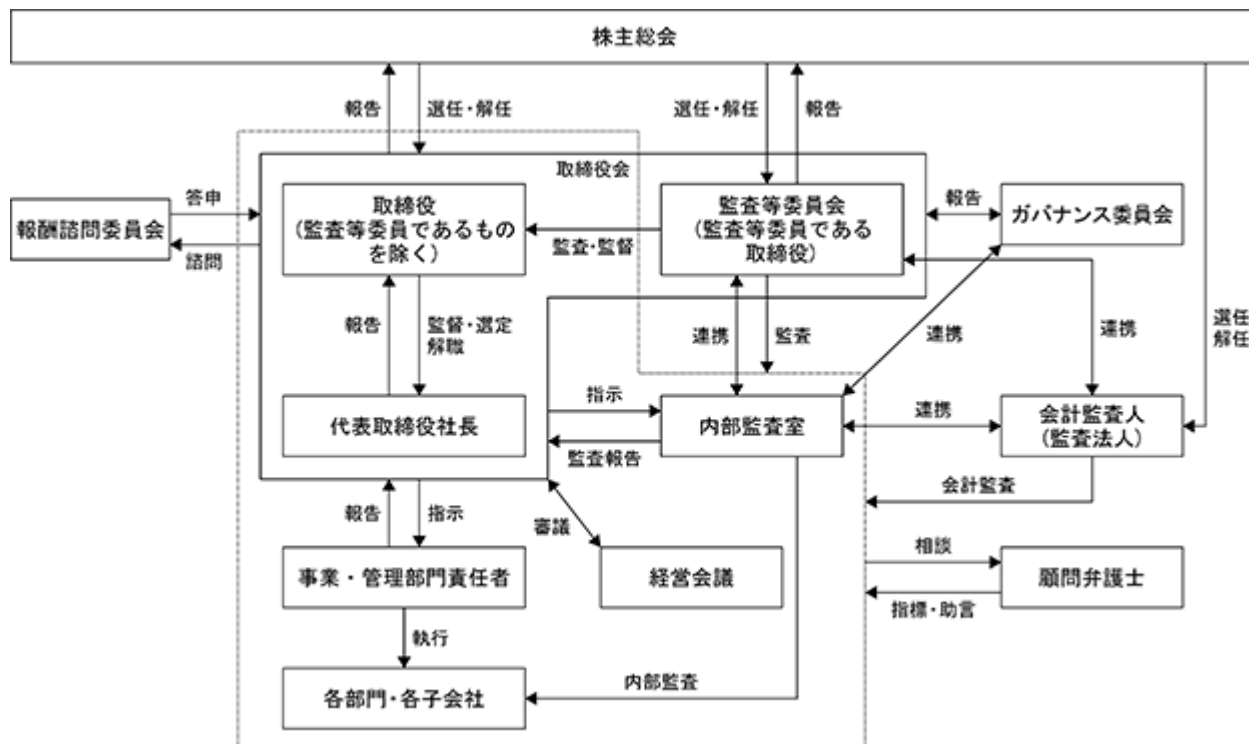 株主総会
報告
選任・解任
選任・解任
報告
選任
解任
取締役会
報酬諮問委員会
答申
諮問
取締役
(監査等委員であるもの
を除く)
監査・監督
監査等委員会
(監査等委員である
取締役)
報告
ガバナンス委員会
報告
監督・選定
解職
連携
監査
連携
連携
代表取締役社長
指示
監査報告
内部監査室
連携
会計監査人
(監査法人)
会計監査
報告
指示
審議
事業・管理部門責任者
経営会議
相談
指標・助言
顧問弁護士
執行
各部門・各子会社
内部監査